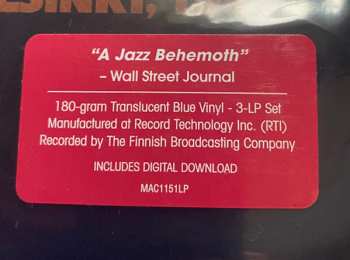 "A Jazz Behemoth"
– Wall Street Journal
180-gram Translucent Blue Vinyl - 3-LP Set
Manufactured at Record Technology Inc. (RTI)
Recorded by The Finnish Broadcasting Company
INCLUDES DIGITAL DOWNLOAD
MAC1151LP